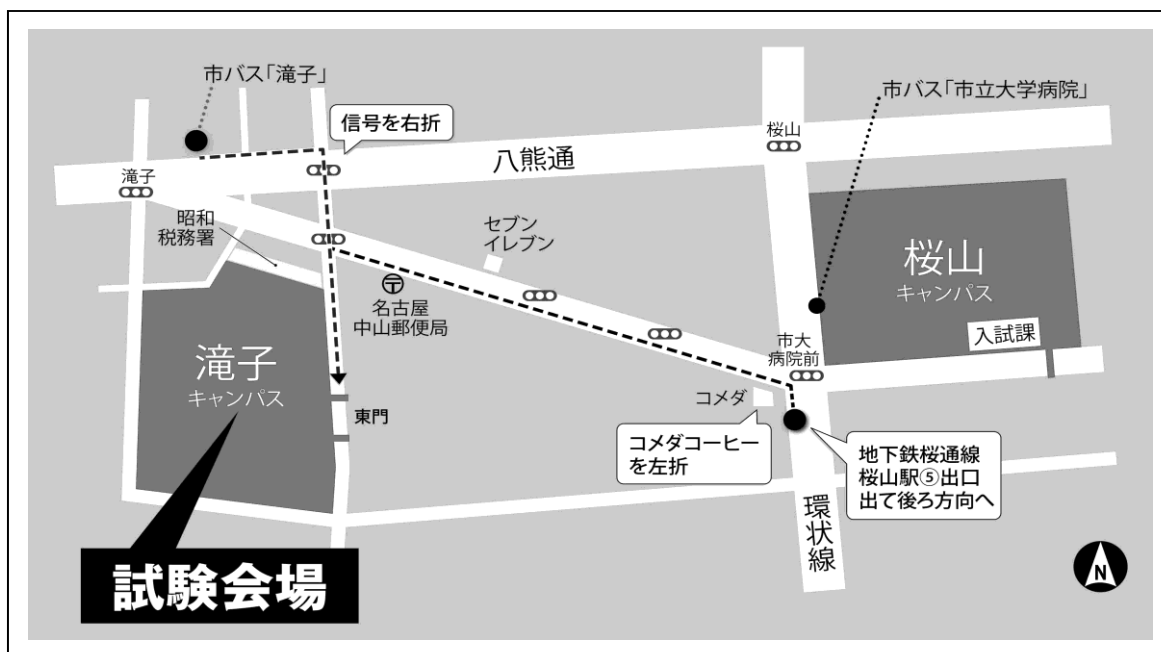 市バス「滝子」
市バス「市立大学病院」
信号を右折
桜山
八熊通
滝子
昭和
税務署
セブン
イレブン
桜山
キャンパス
〒
名古屋
中山郵便局
入試課
市大
病院前
滝子
キャンパス
コメダ
東門
コメダコーヒー
を左折
地下鉄桜通線
桜山駅⑤出口
出て後ろ方向へ
環状線
試験会場
N